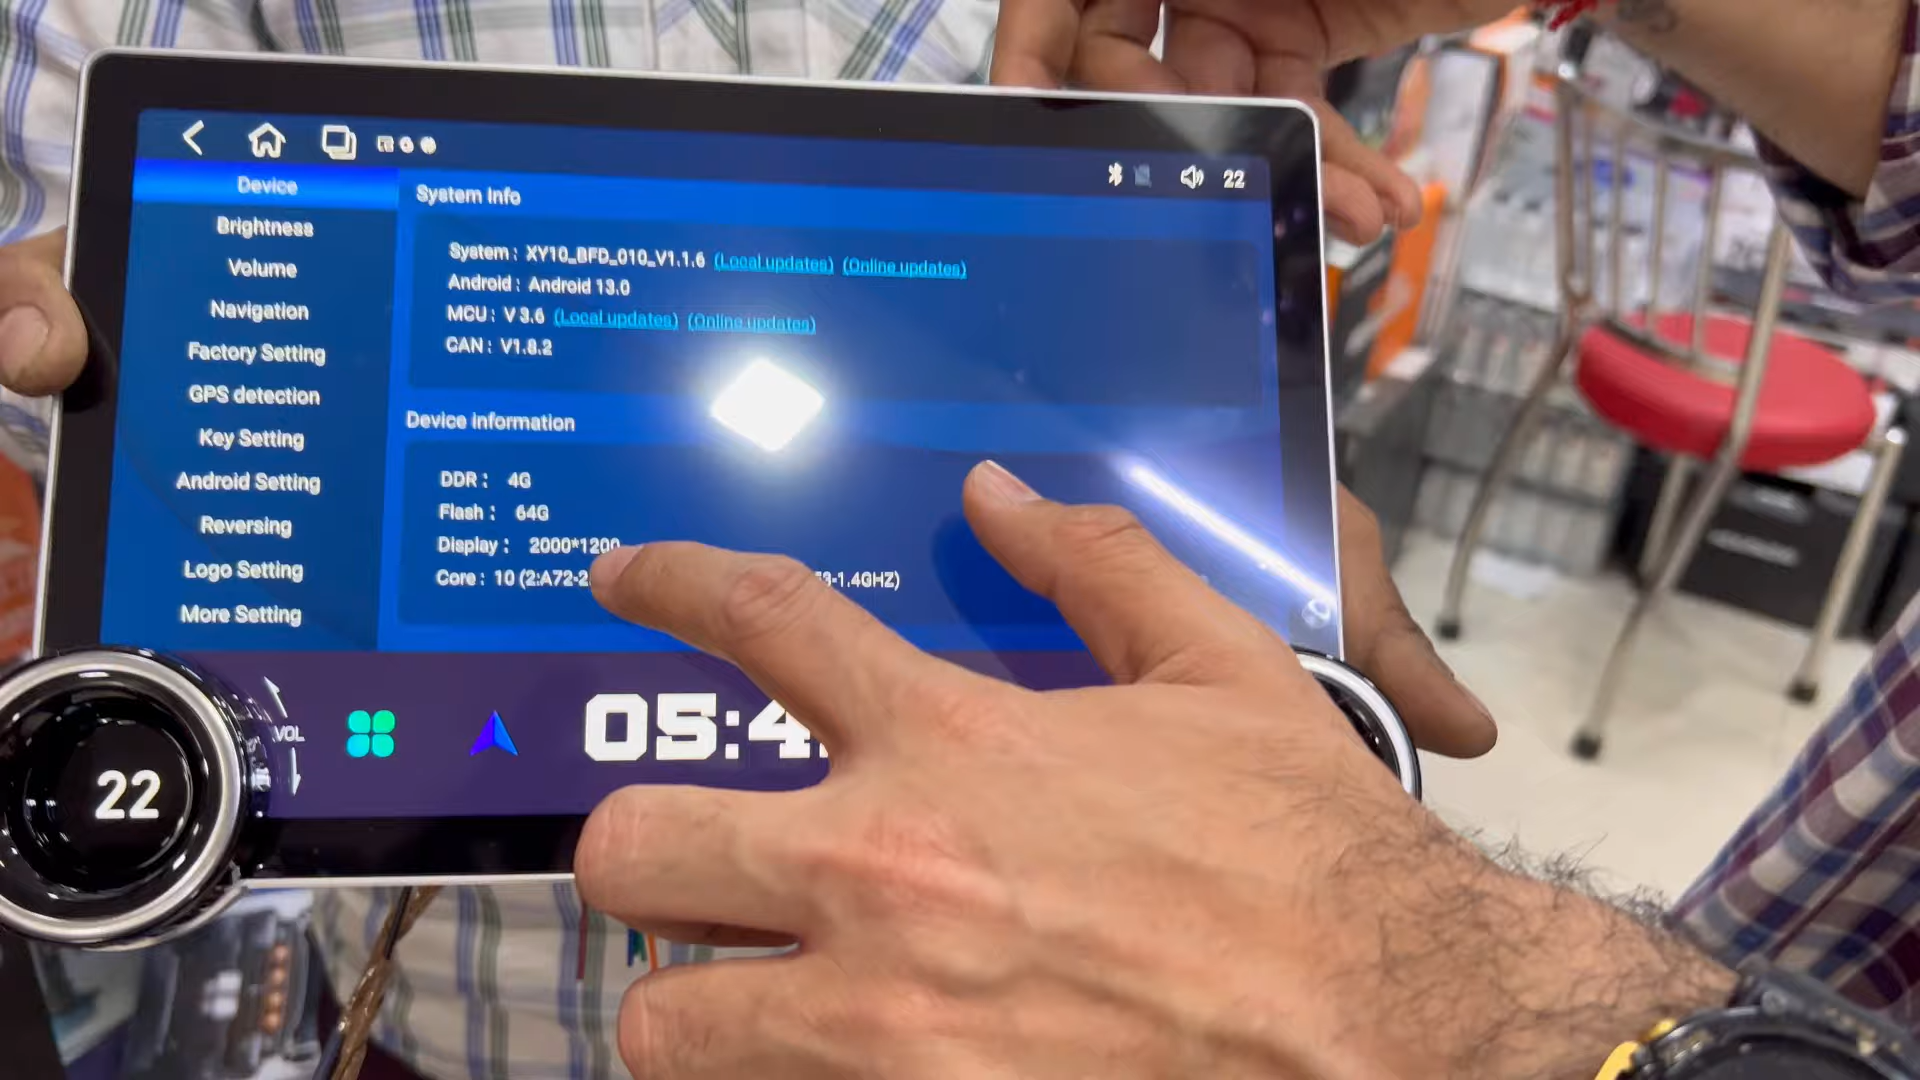 22
Device
Brightness
Volume
Navigation
Factory Setting
GPS detection
Key Setting
Android Setting
Reversing
Logo Setting
More Setting
System Info
System : XY10_BFD_010_V1.1.6 (Local updates) (Online updates)
Android : Android 13.0
MCU : V 3.6 (Local updates) (Online updates)
CAN : V1.8.2
Device information
DDR : 4G
Flash : 64G
Display : 2000*1200
Core : 10 (2:A72-2 -1.4GHZ)
VOL
05:4
22